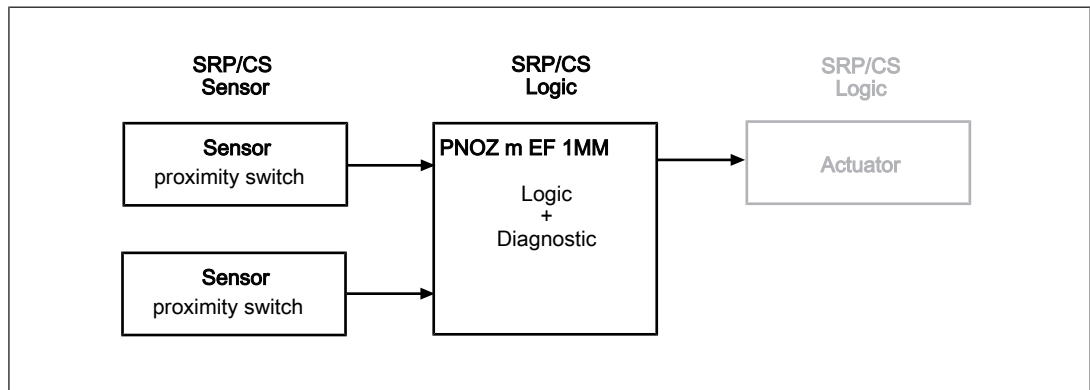 SRP/CS
Sensor
SRP/CS
Logic
SRP/CS
Logic
Sensor
proximity switch
PNOZ m EF 1MM
Logic
+
Diagnostic
Actuator
Sensor
proximity switch